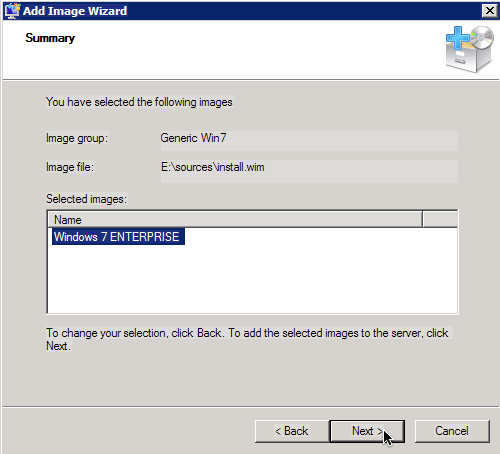 Add Image Wizard
Summary
You have selected the following images
Image group: Generic Win7
Image file: E:\sources\install.wim
Selected images:
Name
Windows 7 ENTERPRISE
To change your selection, click Back. To add the selected images to the server, click
Next.
< Back Next > Cancel